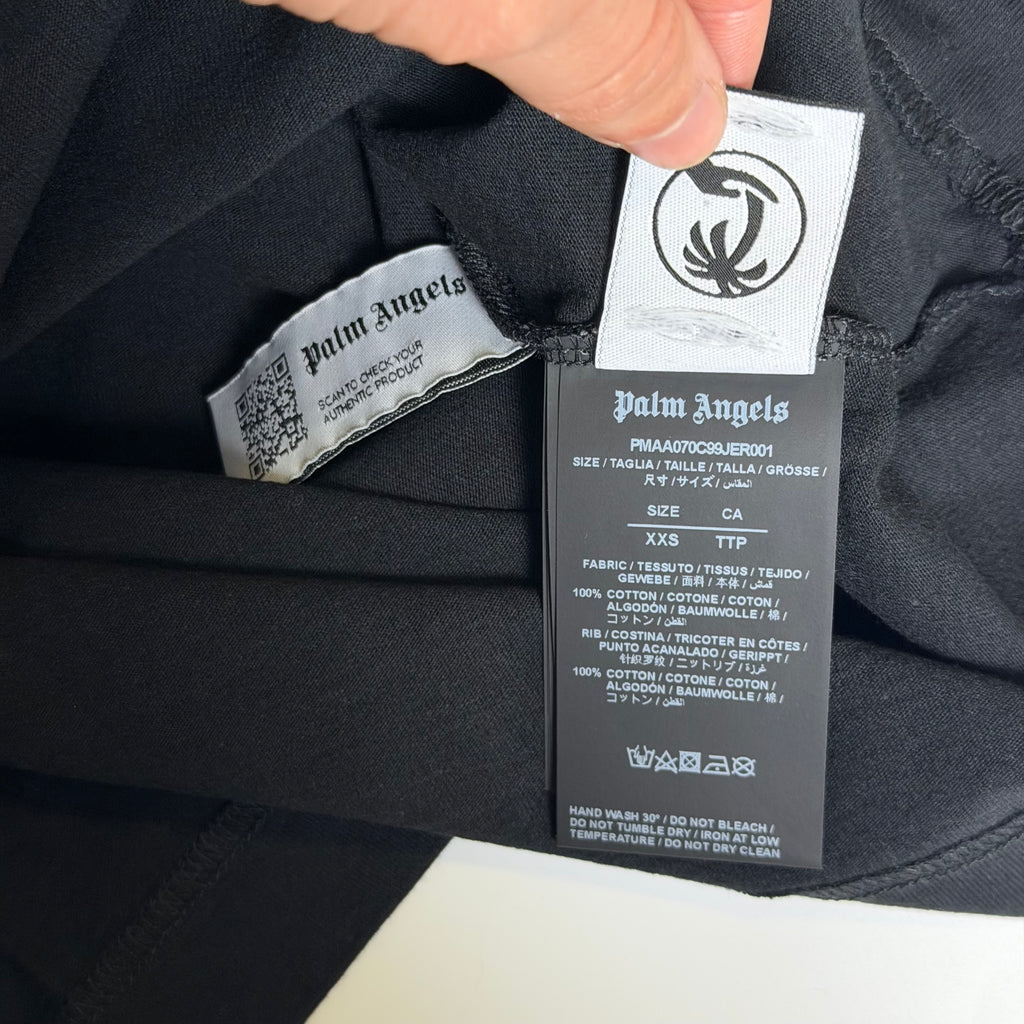 Palm Angels
SCAN TO CHECK YOUR
AUTHENTIC PRODUCT
Palm Angels
PMAA070C99JER001
SIZE / TAGLIA / TAILLE / TALLA / GRÖSSE /
尺寸 / サイズ / المقاس
SIZE CA
XXS TTP
FABRIC / TESSUTO / TISSUS / TEJIDO /
GEWEBE / 面料 / 本体 / قماش
100% COTTON / COTONE / COTON /
ALGODÓN / BAUMWOLLE / 棉 /
コットン / القطن
RIB / COSTINA / TRICOTER EN CÔTES /
PUNTO ACANALADO / GERIPPT /
针织罗纹 / ニットリブ / غرزة
100% COTTON / COTONE / COTON /
ALGODÓN / BAUMWOLLE / 棉 /
コットン / القطن
HAND WASH 30° / DO NOT BLEACH /
DO NOT TUMBLE DRY / IRON AT LOW
TEMPERATURE / DO NOT DRY CLEAN